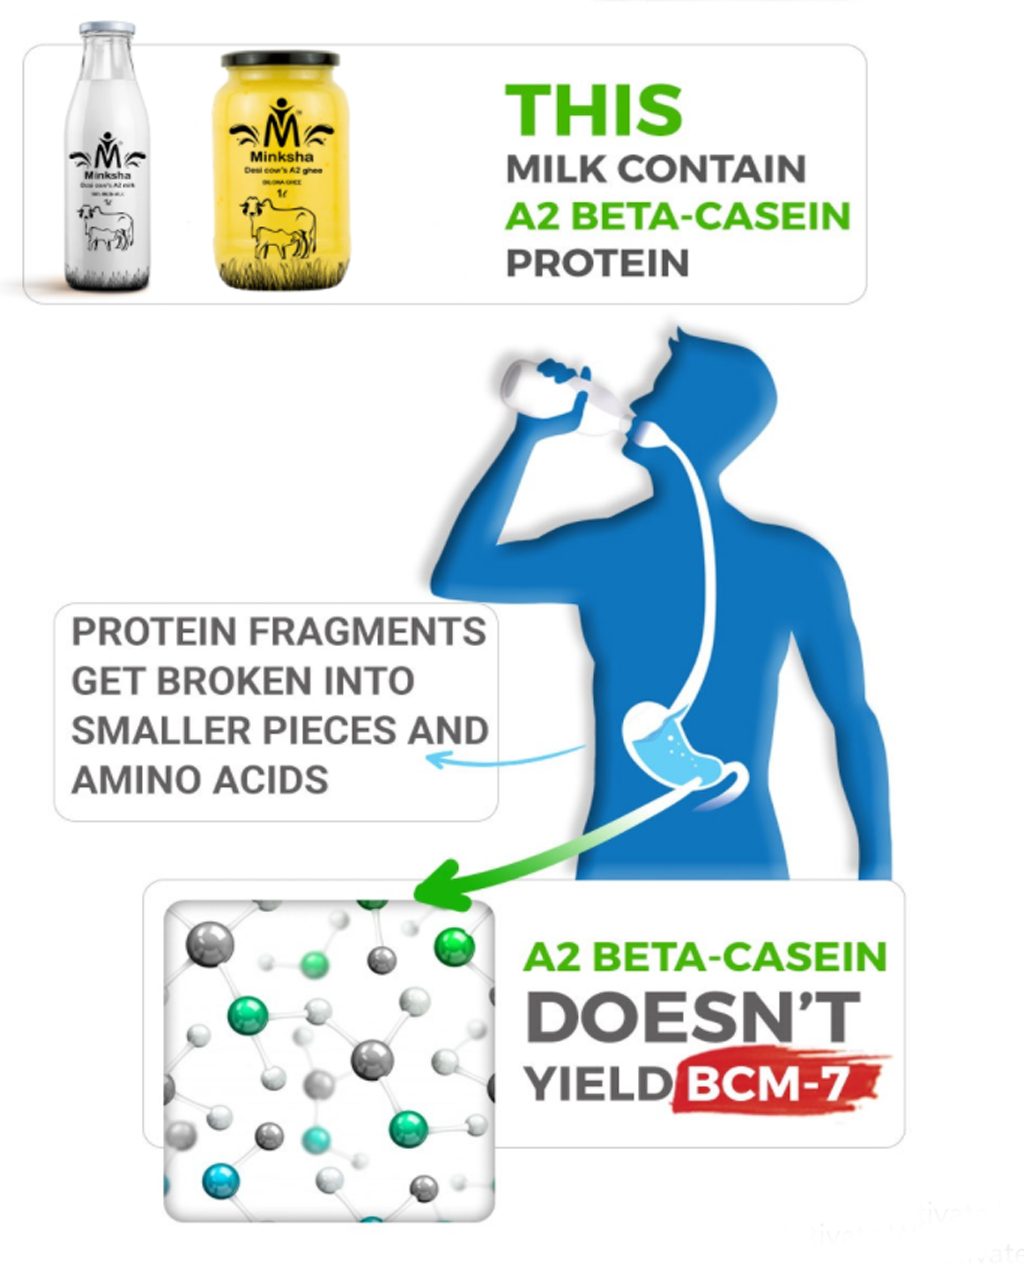 Minksha
Desi cow's A2 milk
1ℓ
Minksha
Desi cow's A2 ghee
BILONA GHEE
1ℓ
THIS
MILK CONTAIN
A2 BETA-CASEIN
PROTEIN
PROTEIN FRAGMENTS
GET BROKEN INTO
SMALLER PIECES AND
AMINO ACIDS
A2 BETA-CASEIN
DOESN'T
YIELD BCM-7